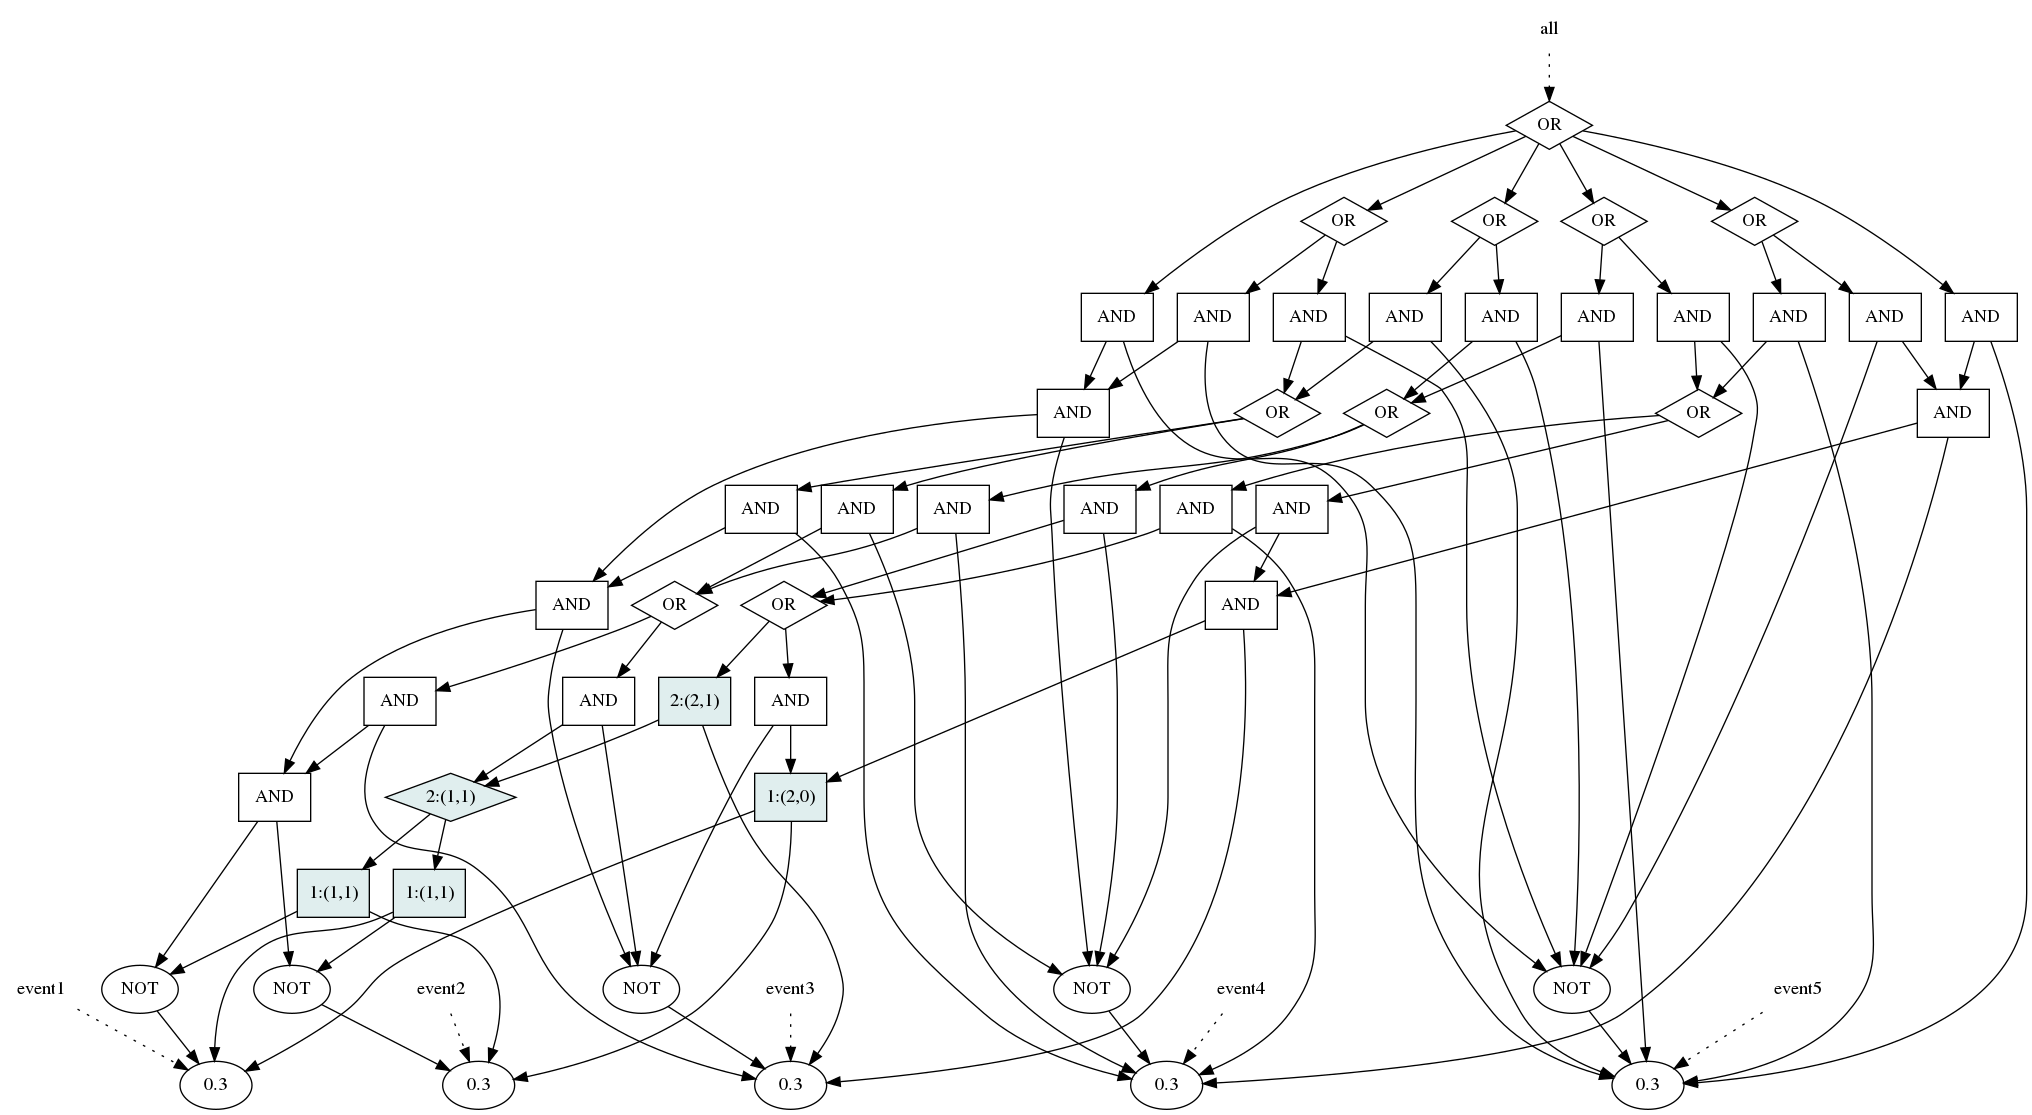 all
OR
OR
OR
OR
OR
AND
AND
AND
AND
AND
AND
AND
AND
AND
AND
AND
OR
OR
OR
AND
AND
AND
AND
AND
AND
AND
AND
OR
OR
AND
AND
AND
2:(2,1)
AND
AND
2:(1,1)
1:(2,0)
1:(1,1)
1:(1,1)
event1
NOT
NOT
event2
NOT
event3
NOT
event4
NOT
event5
0.3
0.3
0.3
0.3
0.3